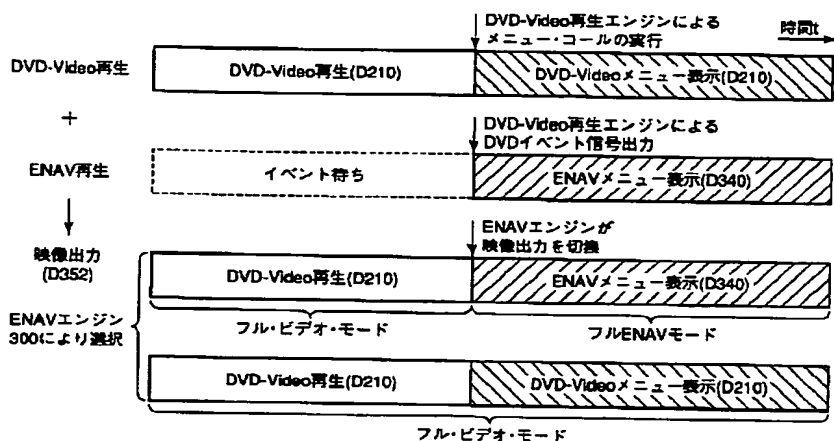 DVD-Video再生エンジンによる
メニュー・コールの実行
時間t
DVD-Video再生
DVD-Video再生(D210)
DVD-Videoメニュー表示(D210)
+
DVD-Video再生エンジンによる
DVDイベント信号出力
ENAV再生
イベント待ち
ENAVメニュー表示(D340)
ENAVエンジンが
映像出力を切換
映像出力
(D352)
DVD-Video再生(D210)
ENAVメニュー表示(D340)
フル・ビデオ・モード
フルENAVモード
ENAVエンジン
300により選択
DVD-Video再生(D210)
DVD-Videoメニュー表示(D210)
フル・ビデオ・モード